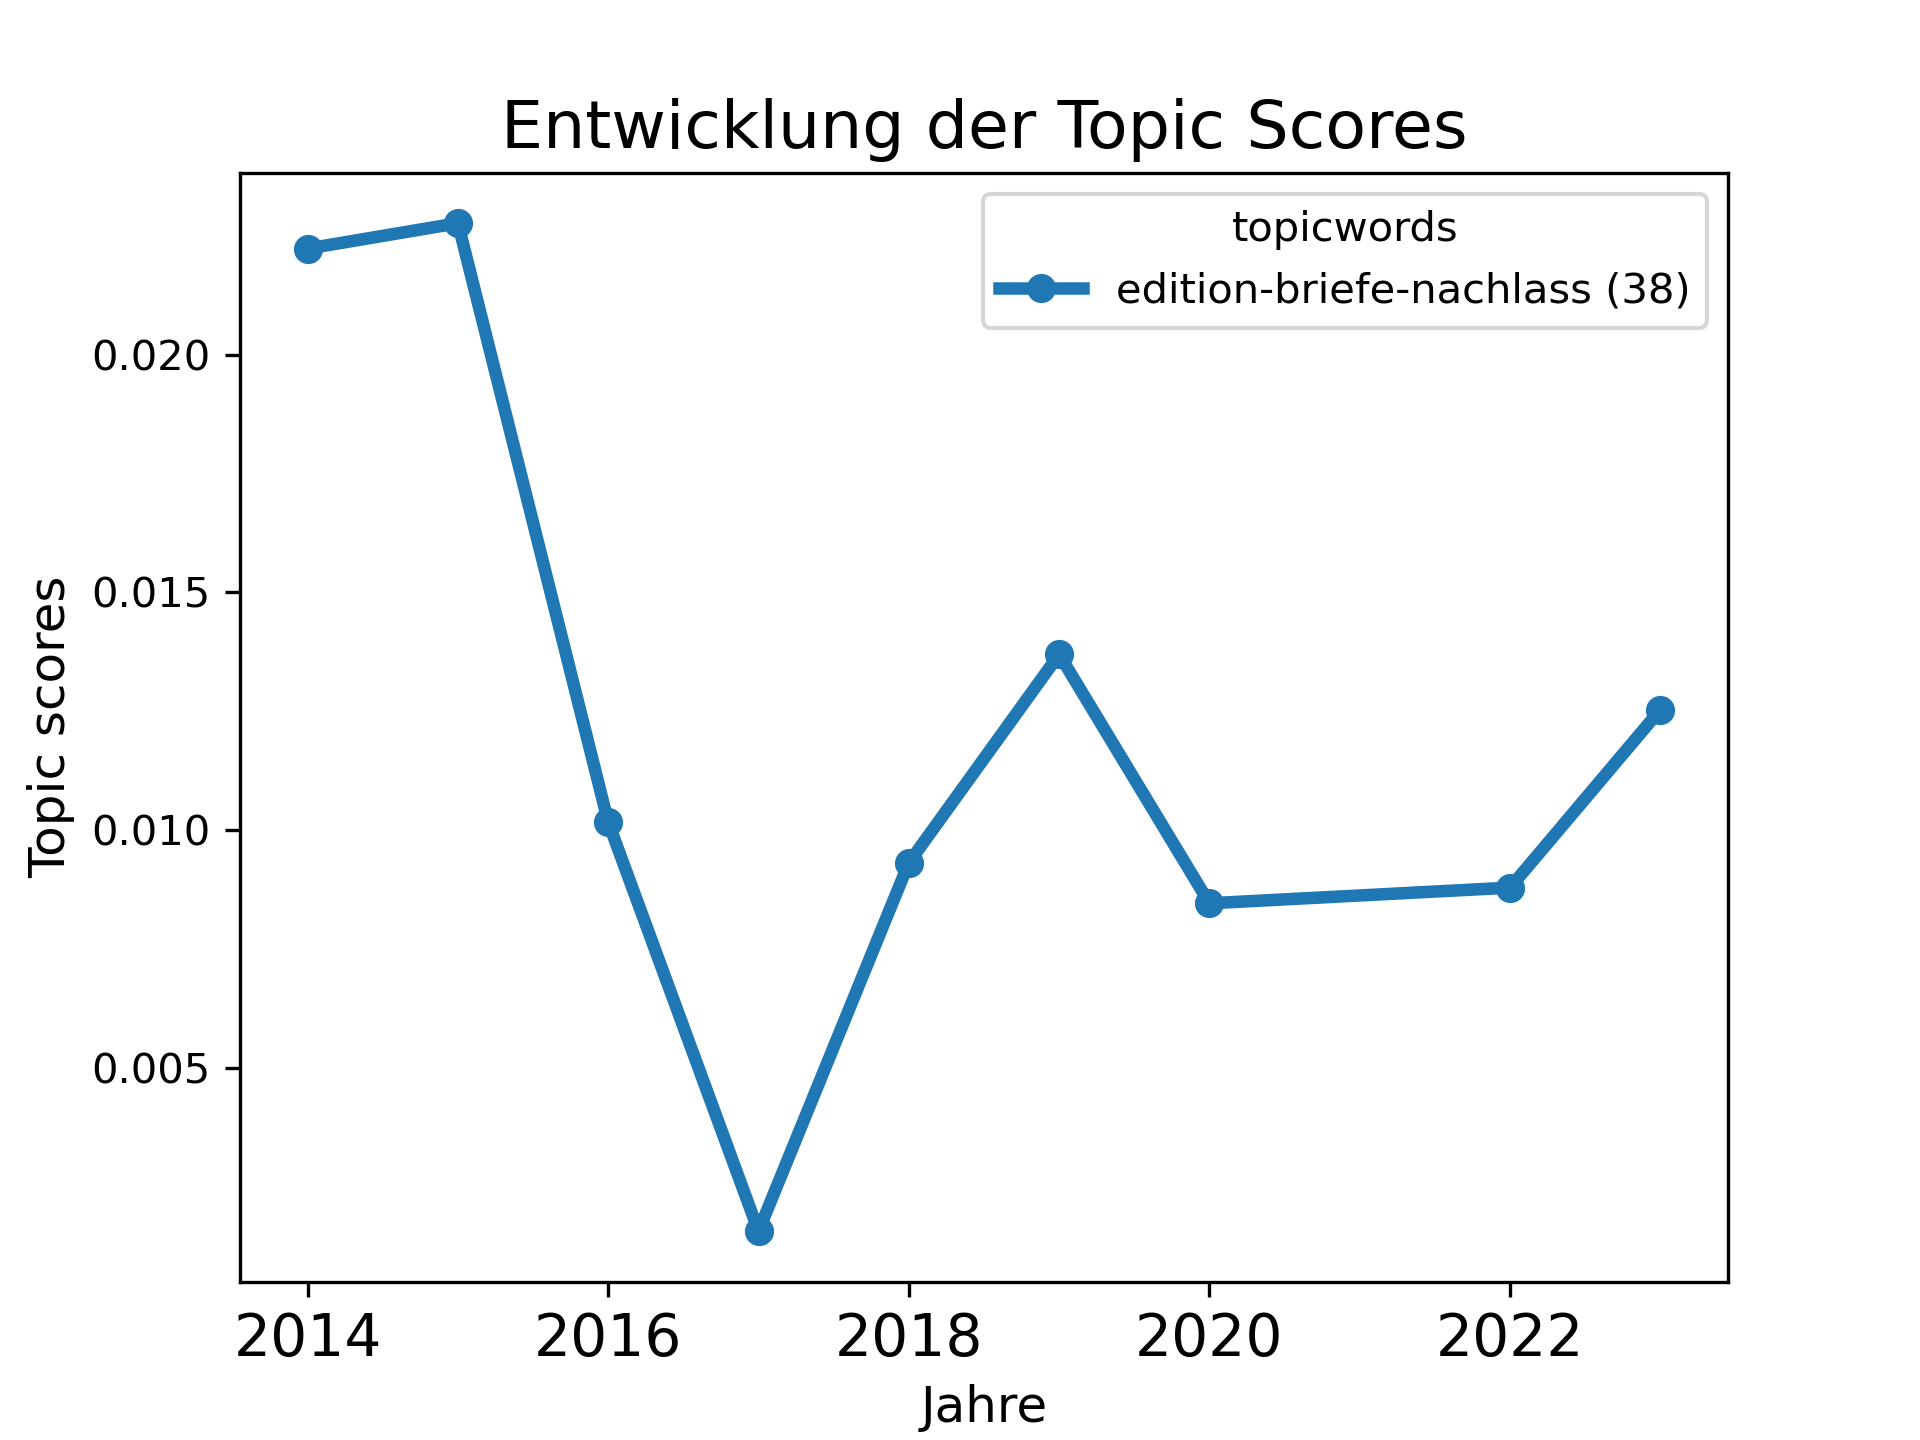 Entwicklung der Topic Scores
topicwords
edition-briefe-nachlass (38)
Topic scores
0.020
0.015
0.010
0.005
2014 2016 2018 2020 2022
Jahre